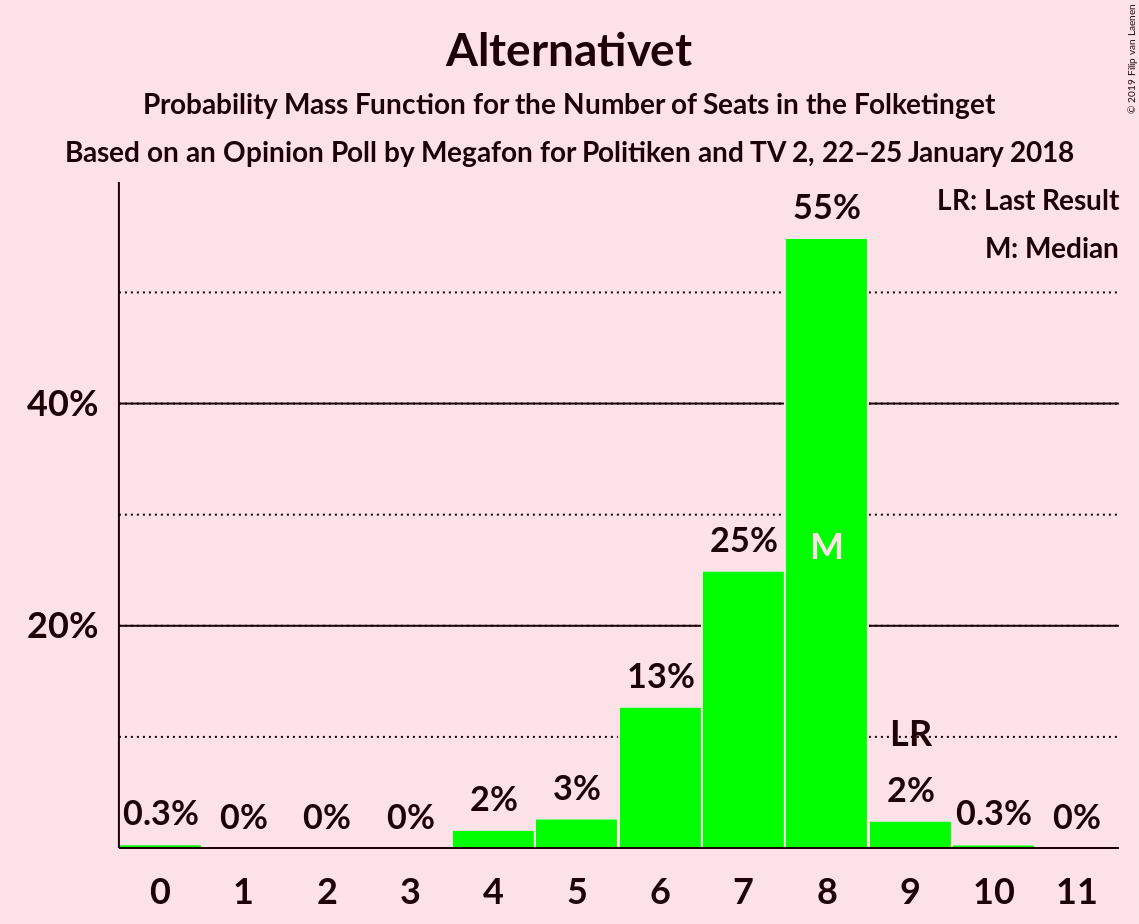 Alternativet
Probability Mass Function for the Number of Seats in the Folketinget
Based on an Opinion Poll by Megafon for Politiken and TV 2, 22–25 January 2018
© 2019 Filip van Laenen
LR: Last Result
M: Median
55%
40%
25%
M
20%
13%
LR
3%
2%
2%
0.3% 0% 0% 0%
0.3% 0%
0 1 2 3 4 5 6 7 8 9 10 11